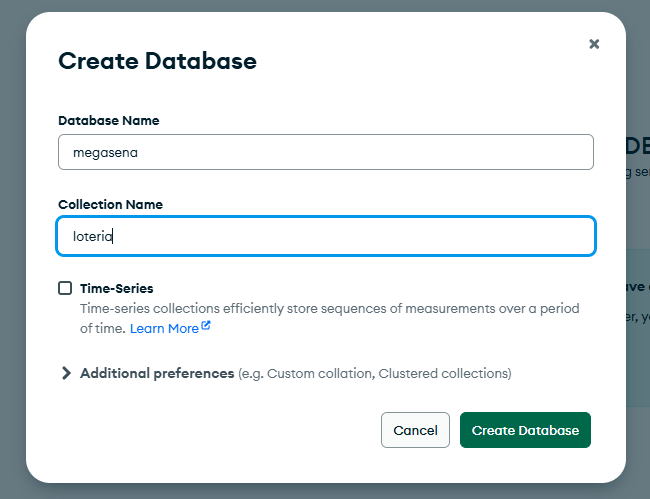 Create Database
Database Name
megasena
Collection Name
loteria
Time-Series
Time-series collections efficiently store sequences of measurements over a period
of time. Learn More
Additional preferences (e.g. Custom collation, Clustered collections)
Cancel
Create Database